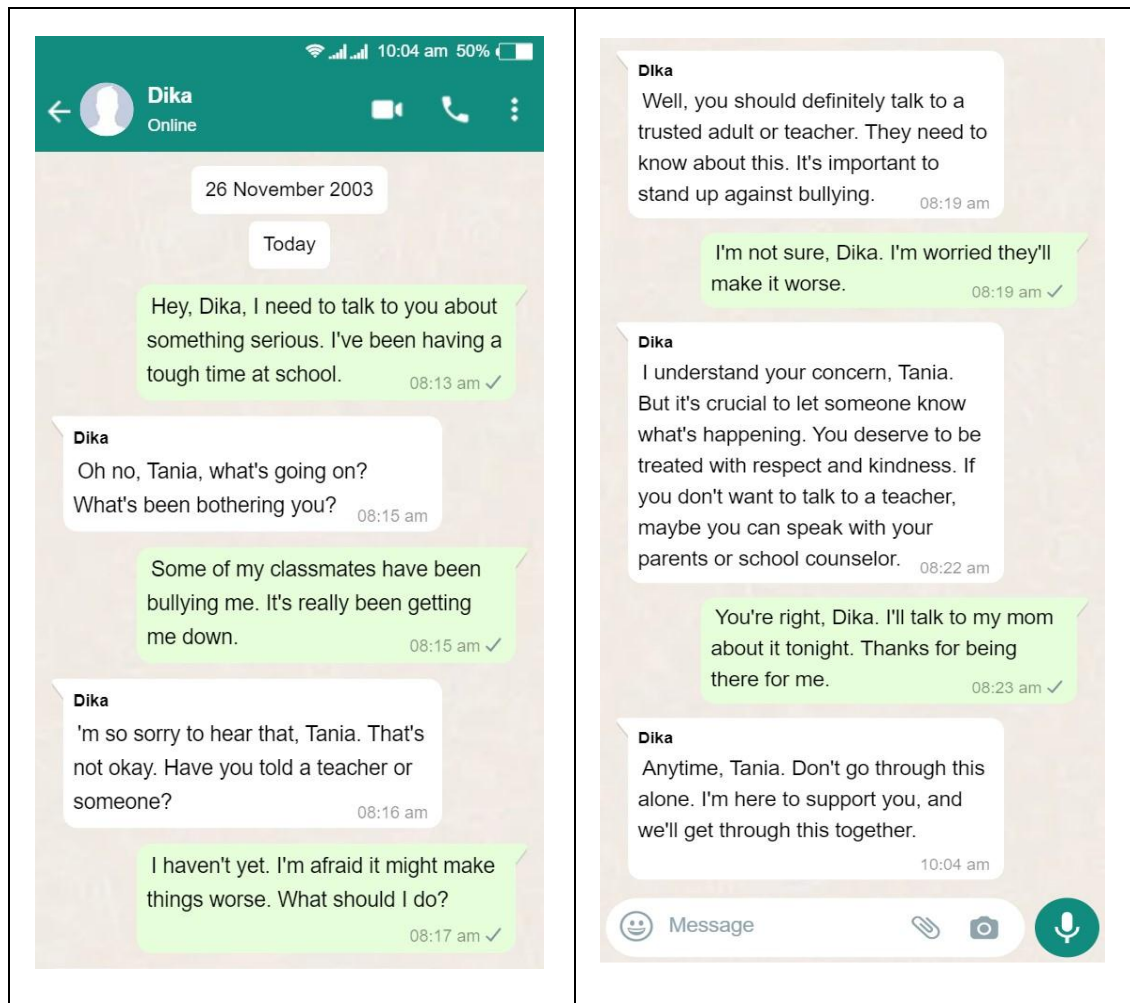 10:04 am 50%
Dika
Online
26 November 2003
Today
Hey, Dika, I need to talk to you about
something serious. I've been having a
tough time at school.
08:13 am
Dika
Oh no, Tania, what's going on?
What's been bothering you?
08:15 am
Some of my classmates have been
bullying me. It's really been getting
me down.
08:15 am
Dika
'm so sorry to hear that, Tania. That's
not okay. Have you told a teacher or
someone?
08:16 am
I haven't yet. I'm afraid it might make
things worse. What should I do?
08:17 am
DIka
Well, you should definitely talk to a
trusted adult or teacher. They need to
know about this. It's important to
stand up against bullying.
08:19 am
I'm not sure, Dika. I'm worried they'll
make it worse.
08:19 am
Dika
I understand your concern, Tania.
But it's crucial to let someone know
what's happening. You deserve to be
treated with respect and kindness. If
you don't want to talk to a teacher,
maybe you can speak with your
parents or school counselor.
08:22 am
You're right, Dika. I'll talk to my mom
about it tonight. Thanks for being
there for me.
08:23 am
Dika
Anytime, Tania. Don't go through this
alone. I'm here to support you, and
we'll get through this together.
10:04 am
Message